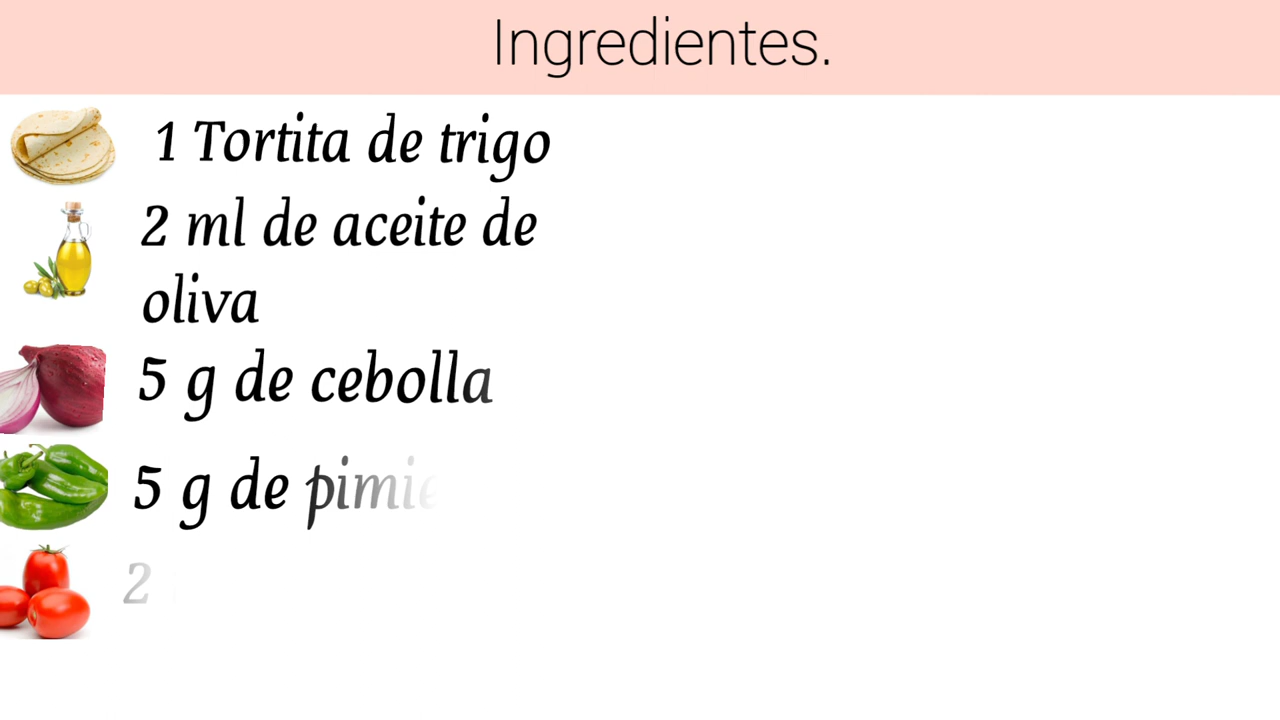 Ingredientes.
1 Tortita de trigo
2 ml de aceite de
oliva
5 g de cebolla
5 g de
2